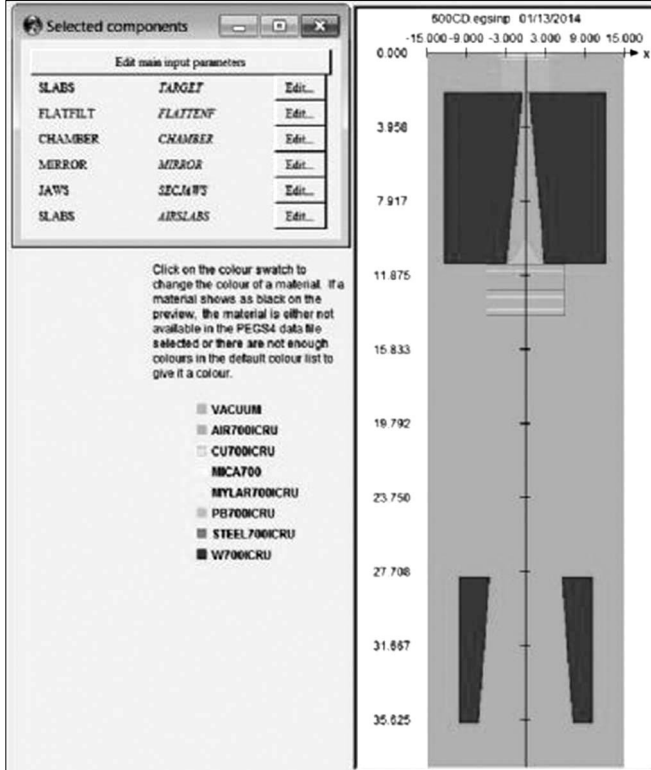 Selected components
Edit main input parameters
SLABS TARGET Edit...
FLATFILT FLATTENF Edit...
CHAMBER CHAMBER Edit...
MIRROR MIRROR Edit...
JAWS SECJAWS Edit...
SLABS AIRSLABS Edit...
Click on the colour swatch to
change the colour of a material. If a
material shows as black on the
preview, the material is either not
available in the PEGS4 data file
selected or there are not enough
colours in the default colour list to
give it a colour.
VACUUM
AIR700ICRU
CU700ICRU
MICA700
MYLAR700ICRU
PB700ICRU
STEEL700ICRU
W700ICRU
600CD.egsinp 01/13/2014
-15.000 -9.000 -3.000 3.000 9.000 15.000
x
0.000
3.958
7.917
11.875
15.833
19.792
23.750
27.708
31.667
35.625